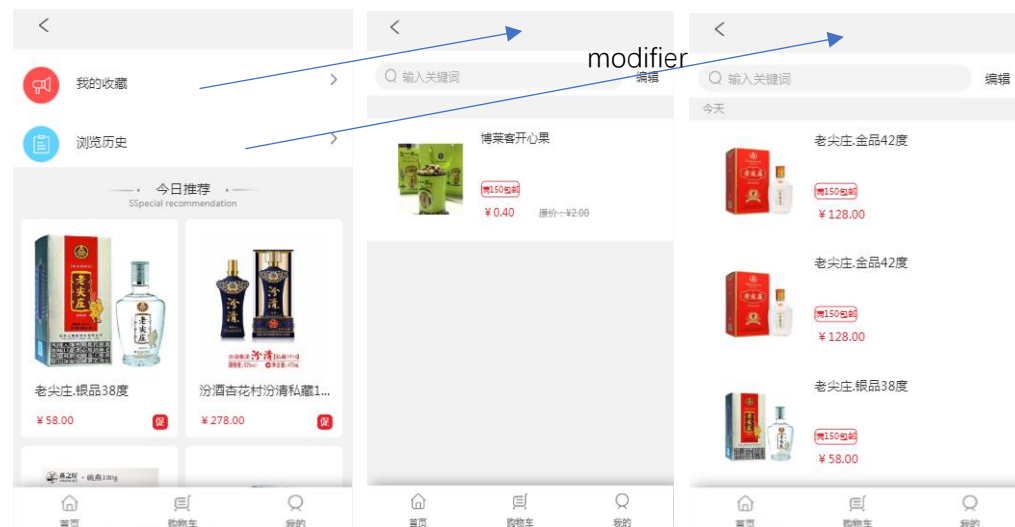 我的收藏
浏览历史
今日推荐
SSpecial recommendation
老尖庄.银品38度
¥58.00
促
汾酒杏花村汾清私藏1...
¥278.00
促
首页
购物车
我的
modifier
输入关键词
编辑
博莱客开心果
满150包邮
¥0.40 原价:¥2.00
首页
购物车
我的
输入关键词
编辑
今天
老尖庄.金品42度
满150包邮
¥128.00
老尖庄.金品42度
满150包邮
¥128.00
老尖庄.银品38度
满150包邮
¥58.00
首页
购物车
我的